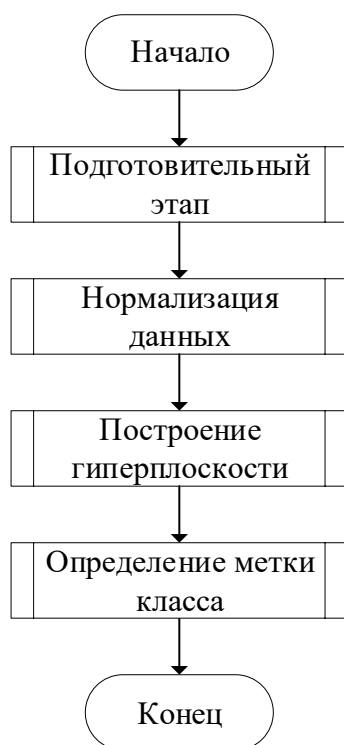 Начало
Подготовительный
этап
Нормализация
данных
Построение
гиперплоскости
Определение метки
класса
Конец